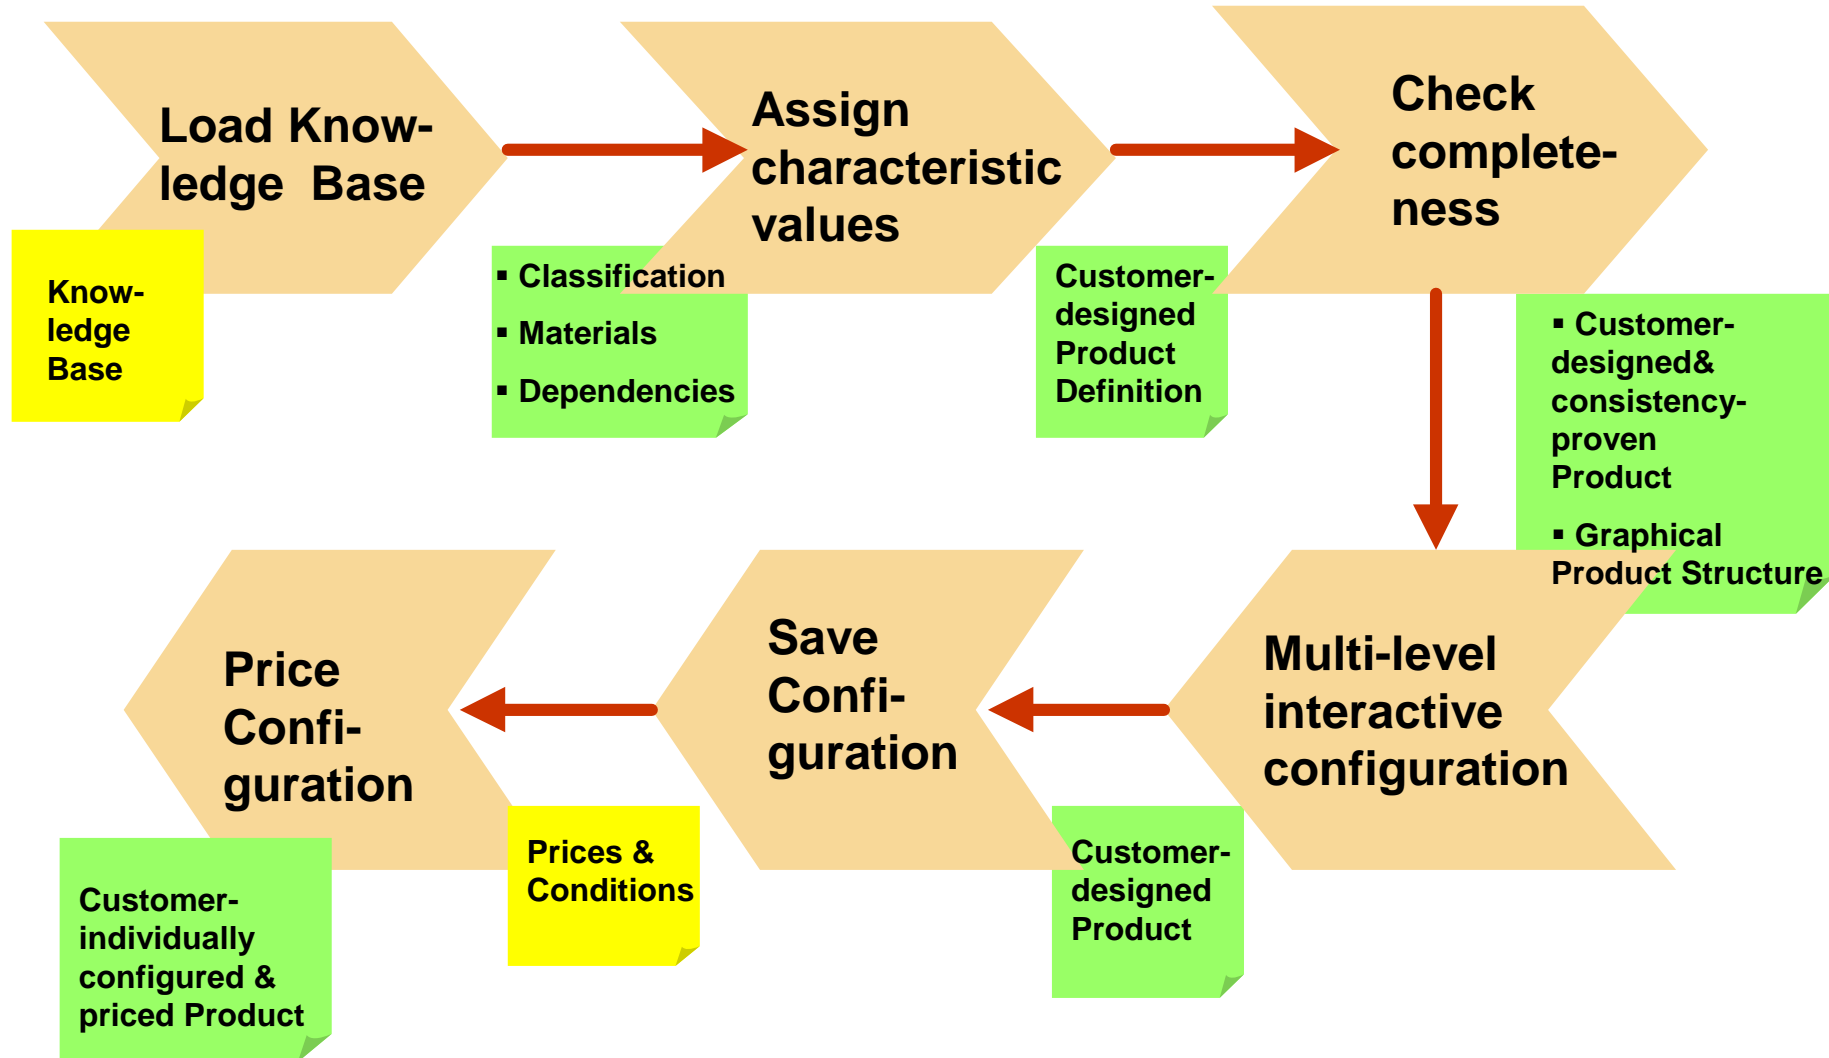 Load Know-
ledge  Base
Assign
characteristic
values
Check
complete-
ness
Know-
ledge
Base
▪ Classification
▪ Materials
▪ Dependencies
Customer-
designed
Product
Definition
▪ Customer-
designed&
consistency-
proven
Product
▪ Graphical
Product Structure
Multi-level
interactive
configuration
Customer-
designed
Product
Save
Confi-
guration
Prices &
Conditions
Price
Confi-
guration
Customer-
individually
configured &
priced Product